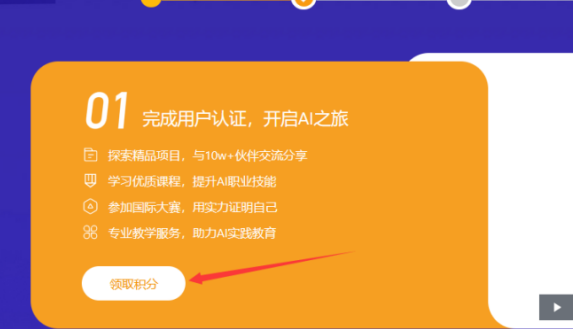 01 完成用户认证，开启AI之旅
探索精品项目，与10w+伙伴交流分享
学习优质课程，提升AI职业技能
参加国际大赛，用实力证明自己
专业教学服务，助力AI实践教育
领取积分